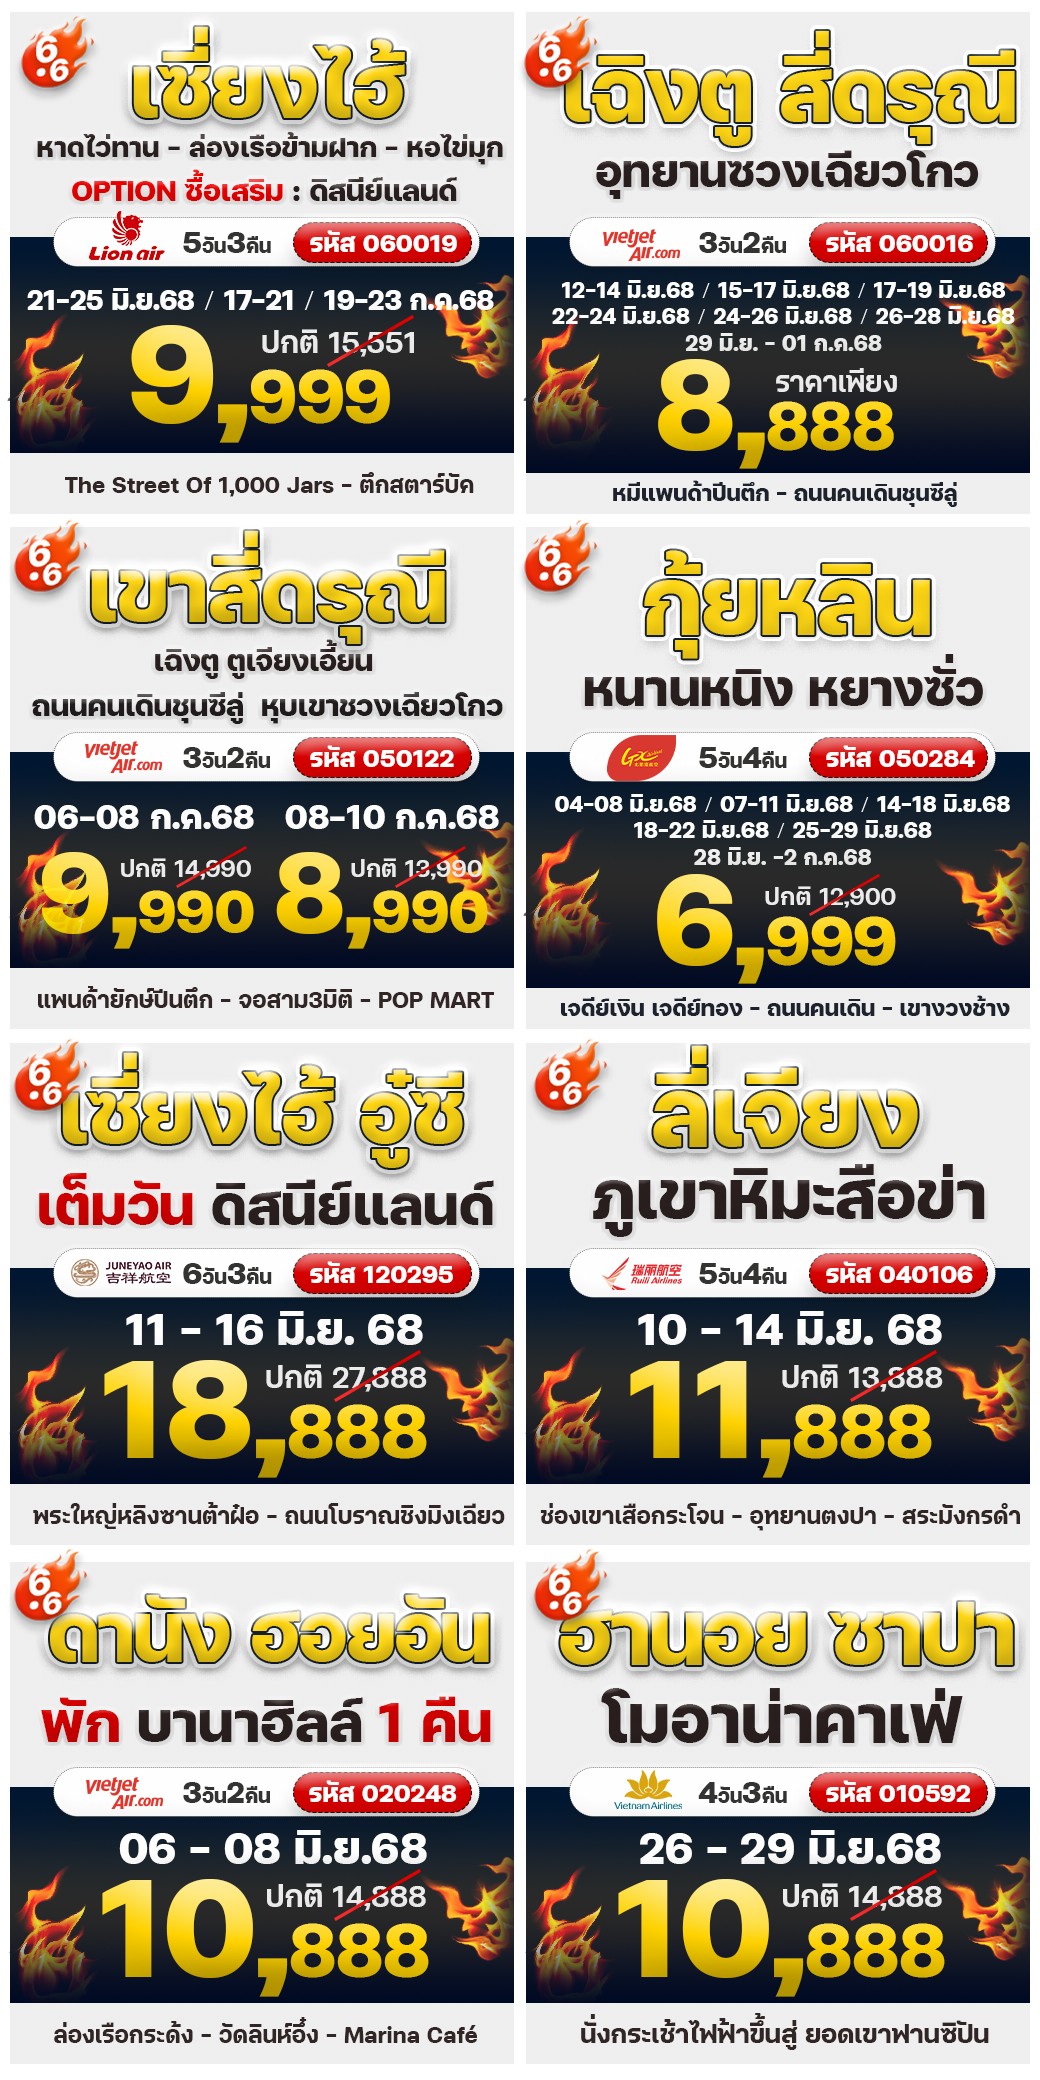 6.6
เซี่ยงไฮ้
หาดไว่ทาน - ล่องเรือข้ามฝาก - หอไข่มุก
OPTION ซื้อเสริม : ดิสนีย์แลนด์
Lion air 5วัน3คืน รหัส 060019
21-25 มิ.ย.68 / 17-21 / 19-23 ก.ค.68
ปกติ 15,551
9,999
The Street Of 1,000 Jars - ตึกสตาร์บัค
6.6
เฉิงตู สี่ดรุณี
อุทยานซวงเฉียวโกว
vietjet Air.com 3วัน2คืน รหัส 060016
12-14 มิ.ย.68 / 15-17 มิ.ย.68 / 17-19 มิ.ย.68
22-24 มิ.ย.68 / 24-26 มิ.ย.68 / 26-28 มิ.ย.68
29 มิ.ย. - 01 ก.ค.68
ราคาเพียง
8,888
หมีแพนด้าปีนตึก - ถนนคนเดินชุนซีลู่
6.6
เขาสี่ดรุณี
เฉิงตู ตูเจียงเอี้ยน
ถนนคนเดินชุนซีลู่ หุบเขาชวงเฉียวโกว
vietjet Air.com 3วัน2คืน รหัส 050122
06-08 ก.ค.68 08-10 ก.ค.68
ปกติ 14,990 ปกติ 13,990
9,990 8,990
แพนด้ายักษ์ปีนตึก - จอสาม3มิติ - POP MART
6.6
กุ้ยหลิน
หนานหนิง หยางซั่ว
GX 5วัน4คืน รหัส 050284
04-08 มิ.ย.68 / 07-11 มิ.ย.68 / 14-18 มิ.ย.68
18-22 มิ.ย.68 / 25-29 มิ.ย.68
28 มิ.ย. -2 ก.ค.68
ปกติ 12,900
6,999
เจดีย์เงิน เจดีย์ทอง - ถนนคนเดิน - เขางวงช้าง
6.6
เซี่ยงไฮ้ อู๋ซี
เต็มวัน ดิสนีย์แลนด์
JUNEYAO AIR
吉祥航空 6วัน3คืน รหัส 120295
11 - 16 มิ.ย. 68
ปกติ 27,888
18,888
พระใหญ่หลิงซานต้าฝ๋อ - ถนนโบราณชิงมิงเฉียว
6.6
ลี่เจียง
ภูเขาหิมะสือข่า
瑞丽航空
Ruili Airlines 5วัน4คืน รหัส 040106
10 - 14 มิ.ย. 68
ปกติ 13,888
11,888
ช่องเขาเสือกระโจน - อุทยานตงปา - สระมังกรดำ
6.6
ดานัง ฮอยอัน
พัก บานาฮิลล์ 1 คืน
vietjet Air.com 3วัน2คืน รหัส 020248
06 - 08 มิ.ย.68
ปกติ 14,888
10,888
ล่องเรือกระด้ง - วัดลินห์อึ๋ง - Marina Café
6.6
ฮานอย ซาปา
โมอาน่าคาเฟ่
Vietnam Airlines 4วัน3คืน รหัส 010592
26 - 29 มิ.ย.68
ปกติ 14,888
10,888
นั่งกระเช้าไฟฟ้าขึ้นสู่ ยอดเขาฟานซิปัน